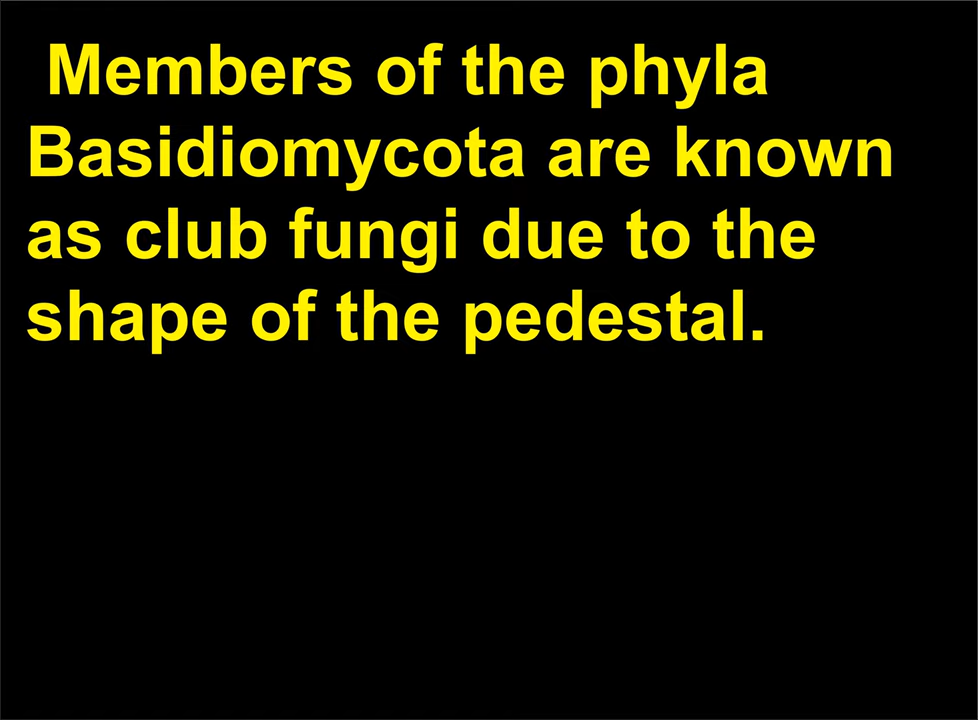 Members of the phyla
Basidiomycota are known
as club fungi due to the
shape of the pedestal.